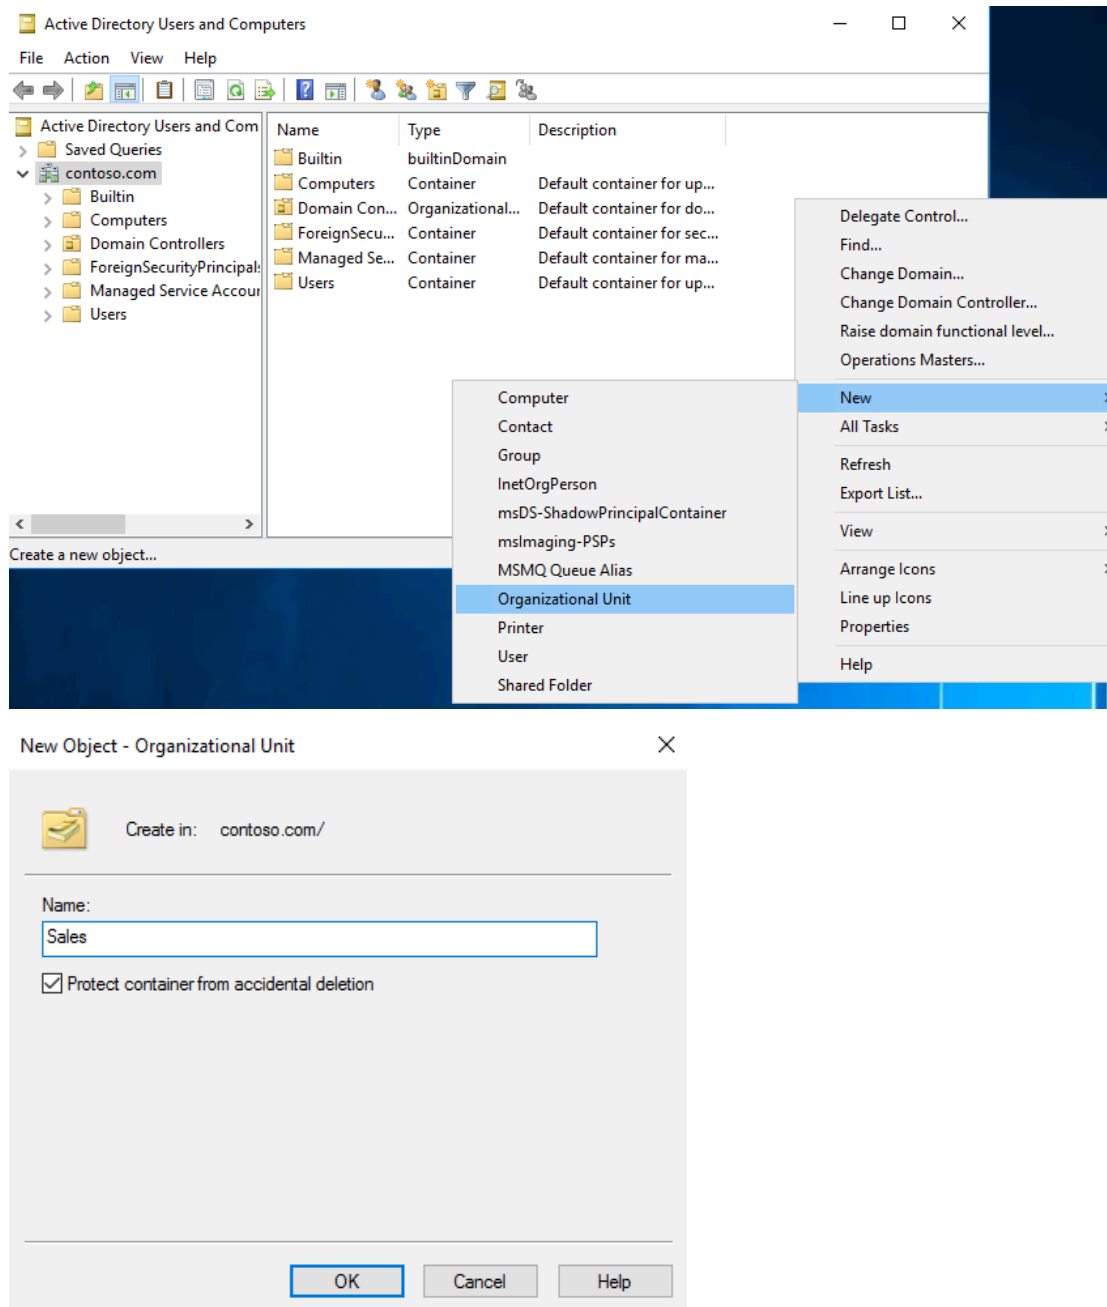 Active Directory Users and Computers
File Action View Help
Active Directory Users and Com
Saved Queries
contoso.com
Builtin
Computers
Domain Controllers
ForeignSecurityPrincipals
Managed Service Accour
Users
Name Type Description
Builtin builtinDomain
Computers Container Default container for up...
Domain Con... Organizational... Default container for do...
ForeignSecu... Container Default container for sec...
Managed Se... Container Default container for ma...
Users Container Default container for up...
Create a new object...
Delegate Control...
Find...
Change Domain...
Change Domain Controller...
Raise domain functional level...
Operations Masters...
New
All Tasks
Refresh
Export List...
View
Arrange Icons
Line up Icons
Properties
Help
Computer
Contact
Group
InetOrgPerson
msDS-ShadowPrincipalContainer
msImaging-PSPs
MSMQ Queue Alias
Organizational Unit
Printer
User
Shared Folder
New Object - Organizational Unit
Create in: contoso.com/
Name:
Sales
Protect container from accidental deletion
OK Cancel Help